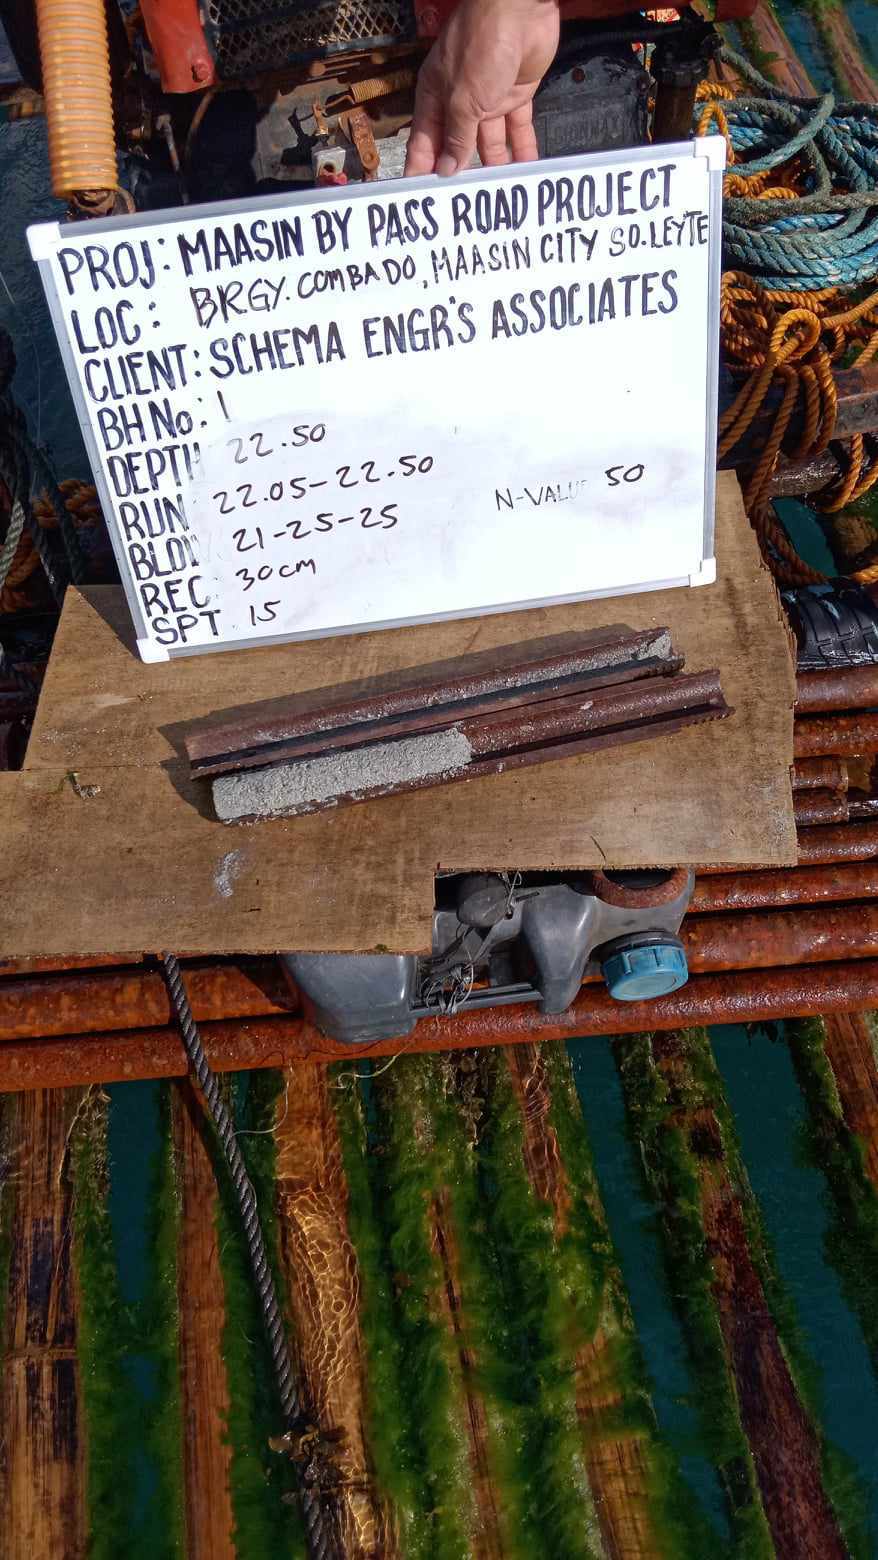 PROJ: MAASIN BY PASS ROAD PROJECT
LOC: BRGY. COMBADO, MAASIN CITY SO. LEYTE
CLIENT: SCHEMA ENGR'S ASSOCIATES
BH No: 1
DEPTH 22.50
RUN 22.05-22.50
BLOW 21-25-25 N-VALUE 50
REC 30cm
SPT 15